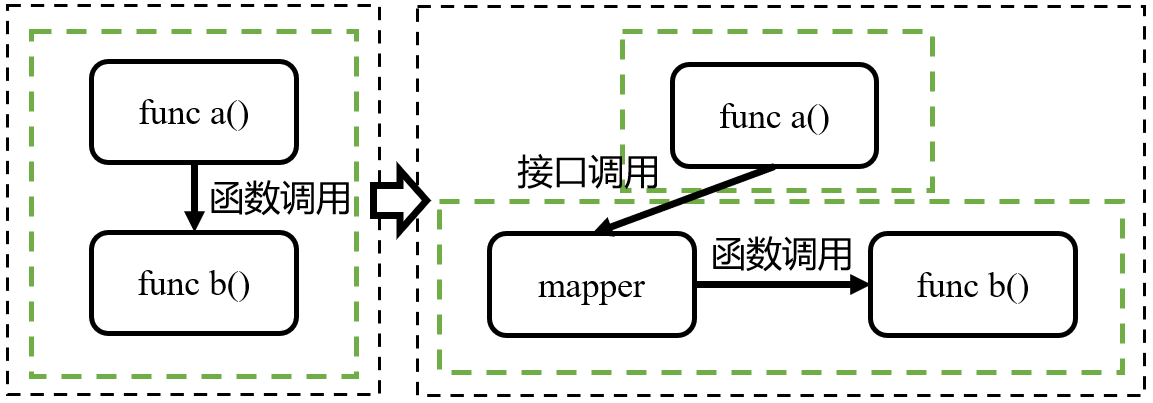 func a()
函数调用
func b()
func a()
接口调用
mapper
函数调用
func b()